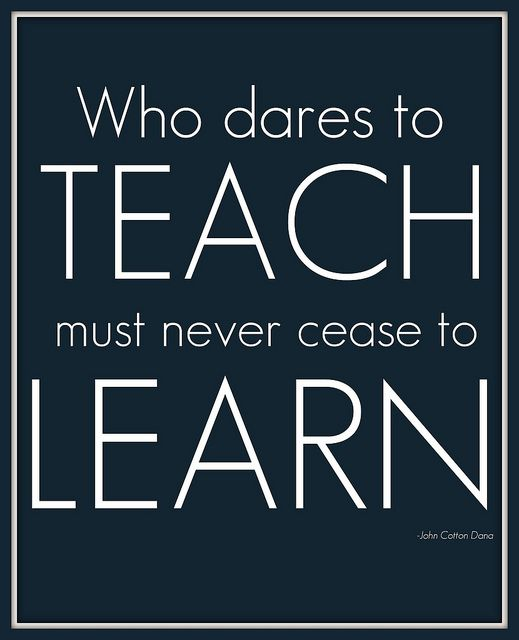 Who dares to
TEACH
must never cease to
LEARN
-John Cotton Dana